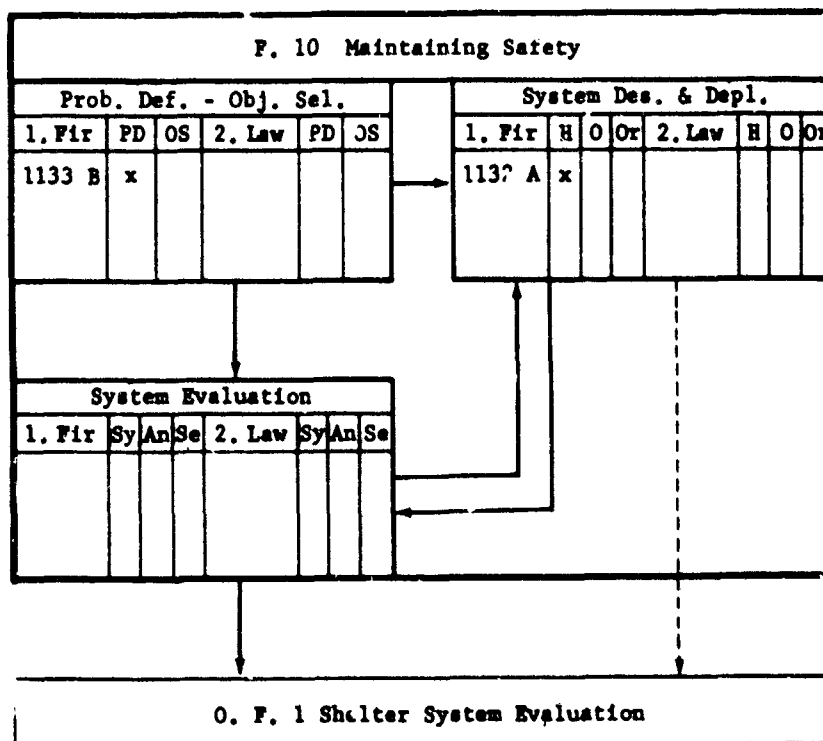 F. 10 Maintaining Safety
Prob. Def. - Obj. Sel.
1. Fir PD OS 2. Law PD OS
1133 B x
System Des. & Depl.
1. Fir H O Or 2. Law H O Or
A x
System Evaluation
1. Fir Sy An Se 2. Law Sy An Se
O. F. 1 Shelter System Evaluation